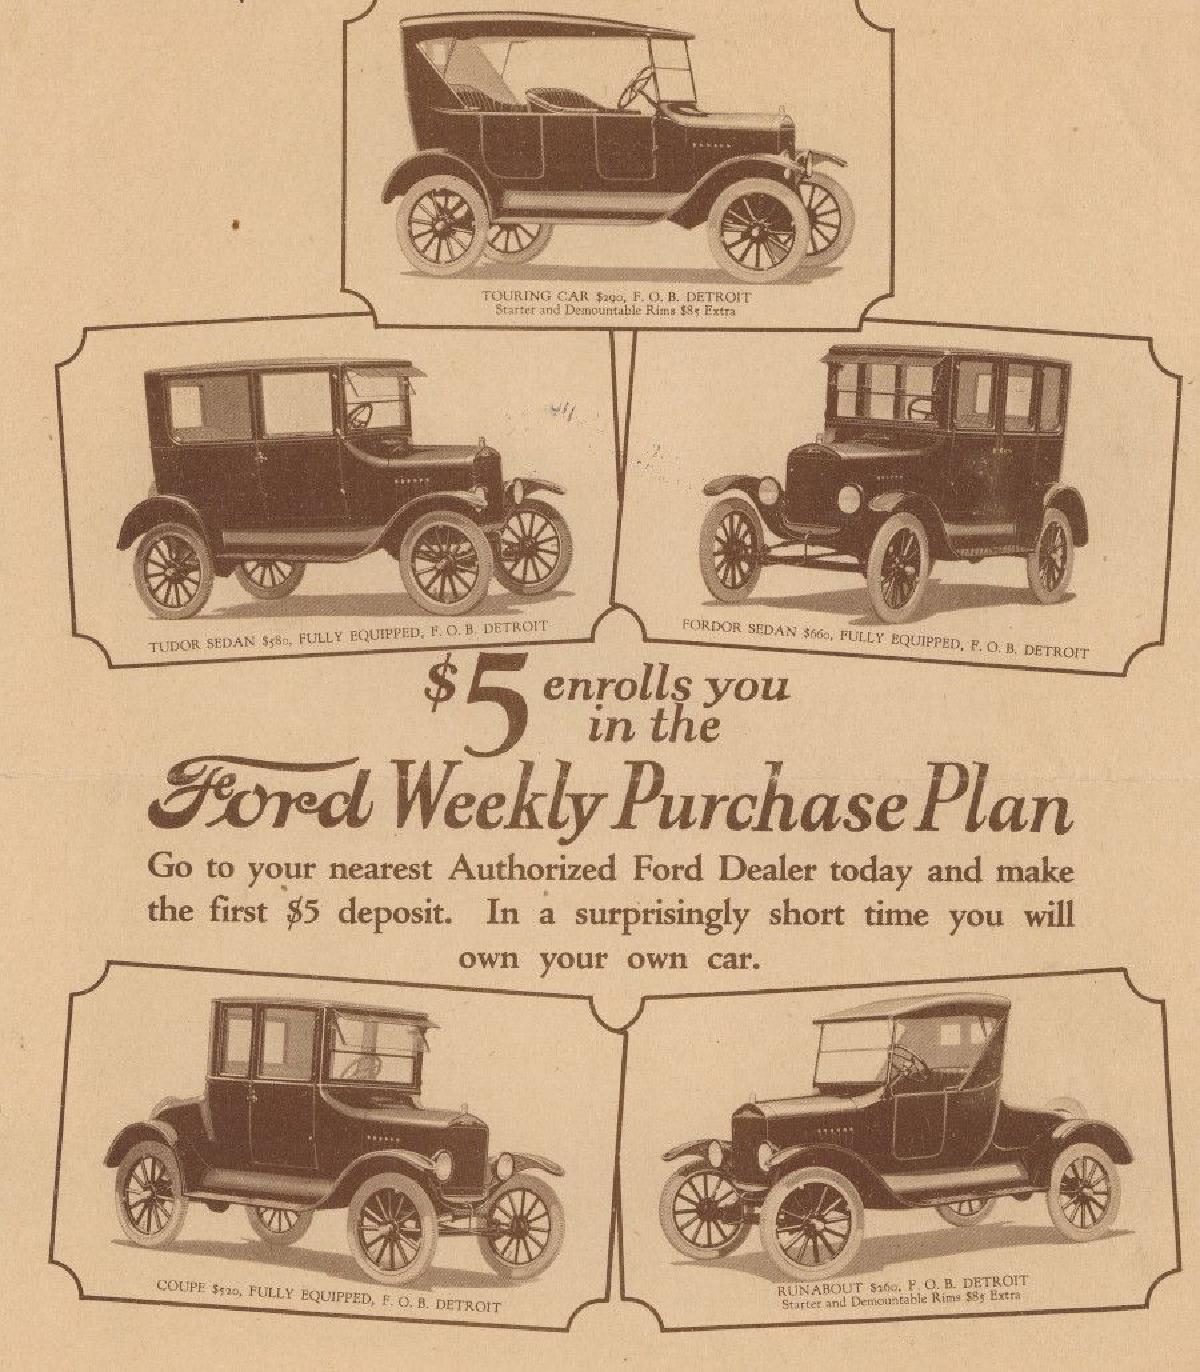 TOURING CAR $290, F. O. B. DETROIT
Starter and Demountable Rims $85 Extra
TUDOR SEDAN $580, FULLY EQUIPPED, F. O. B. DETROIT
FORDOR SEDAN $660, FULLY EQUIPPED, F. O. B. DETROIT
$5 enrolls you
in the
Ford Weekly Purchase Plan
Go to your nearest Authorized Ford Dealer today and make
the first $5 deposit. In a surprisingly short time you will
own your own car.
COUPE $520, FULLY EQUIPPED, F. O. B. DETROIT
RUNABOUT $260, F. O. B. DETROIT
Starter and Demountable Rims $85 Extra